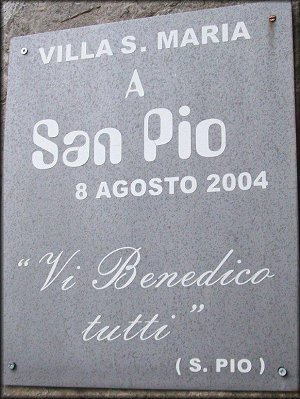 VILLA S. MARIA
A
San Pio
8 AGOSTO 2004
"Vi Benedico
tutti"
( S. PIO )